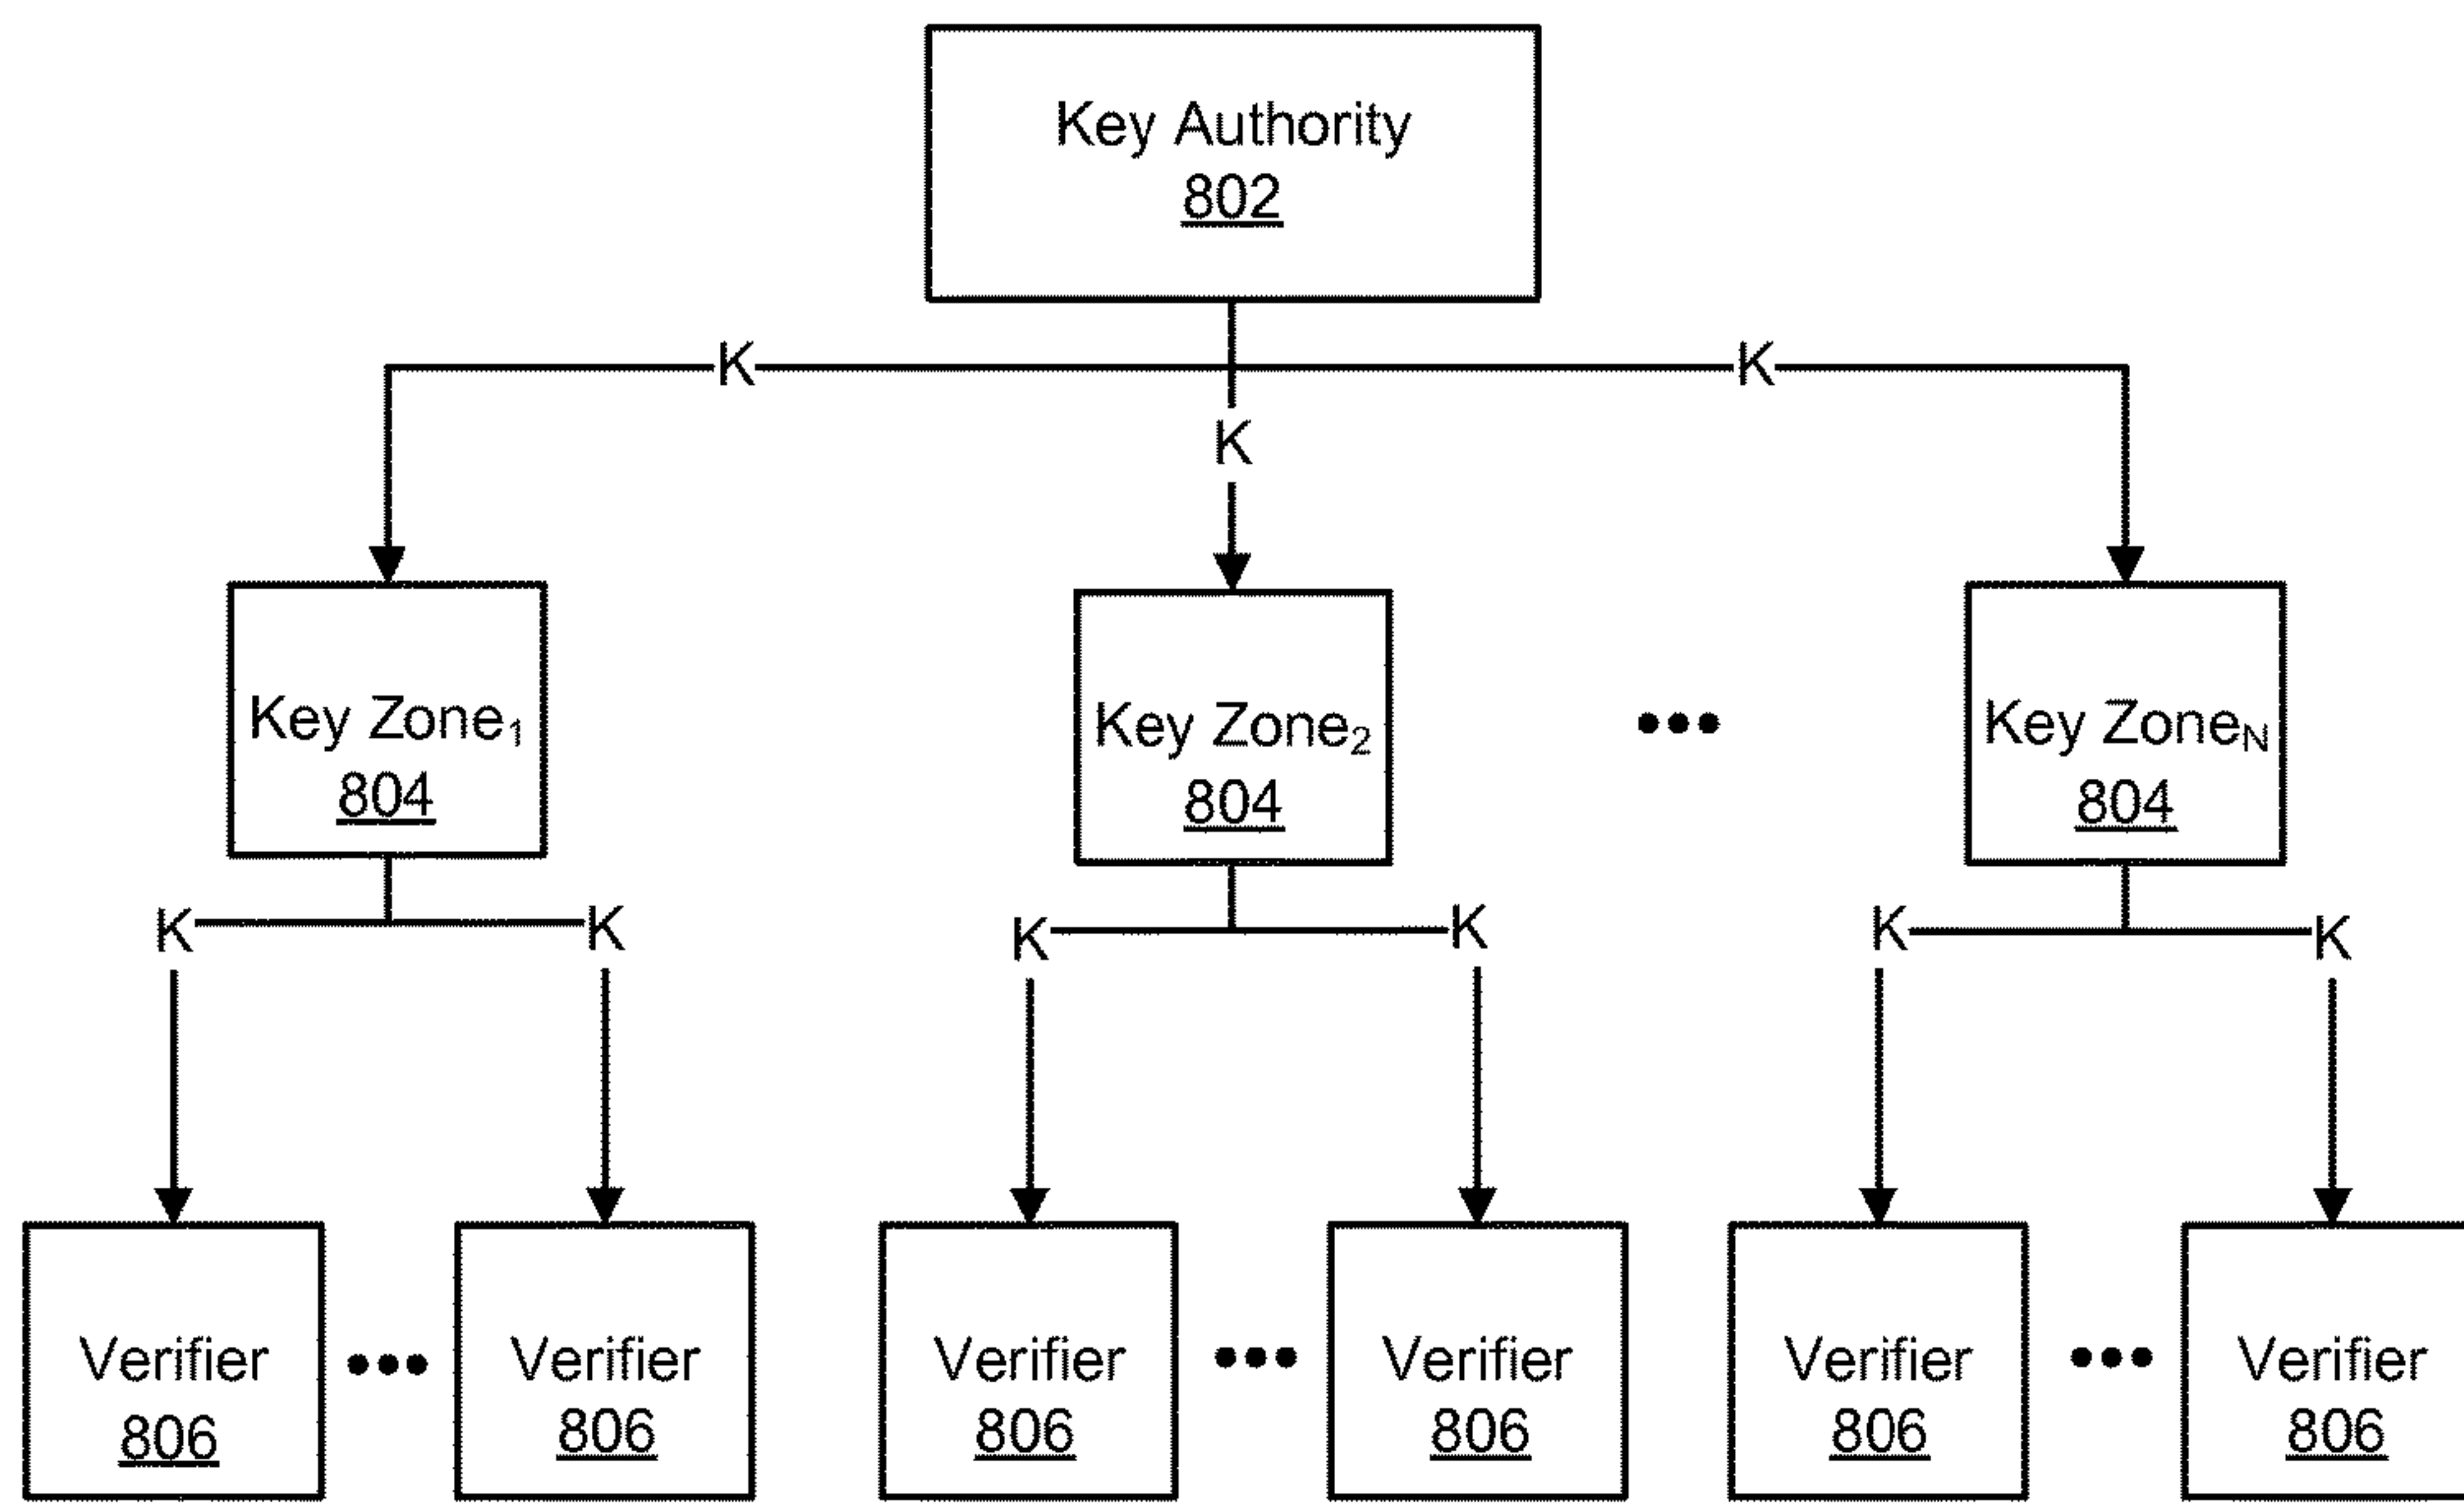 Key Authority
802
K
K
K
Key Zone₁
804
Key Zone₂
804
•••
Key Zone_N
804
K
K
K
K
K
K
Verifier
806
•••
Verifier
806
Verifier
806
•••
Verifier
806
Verifier
806
•••
Verifier
806